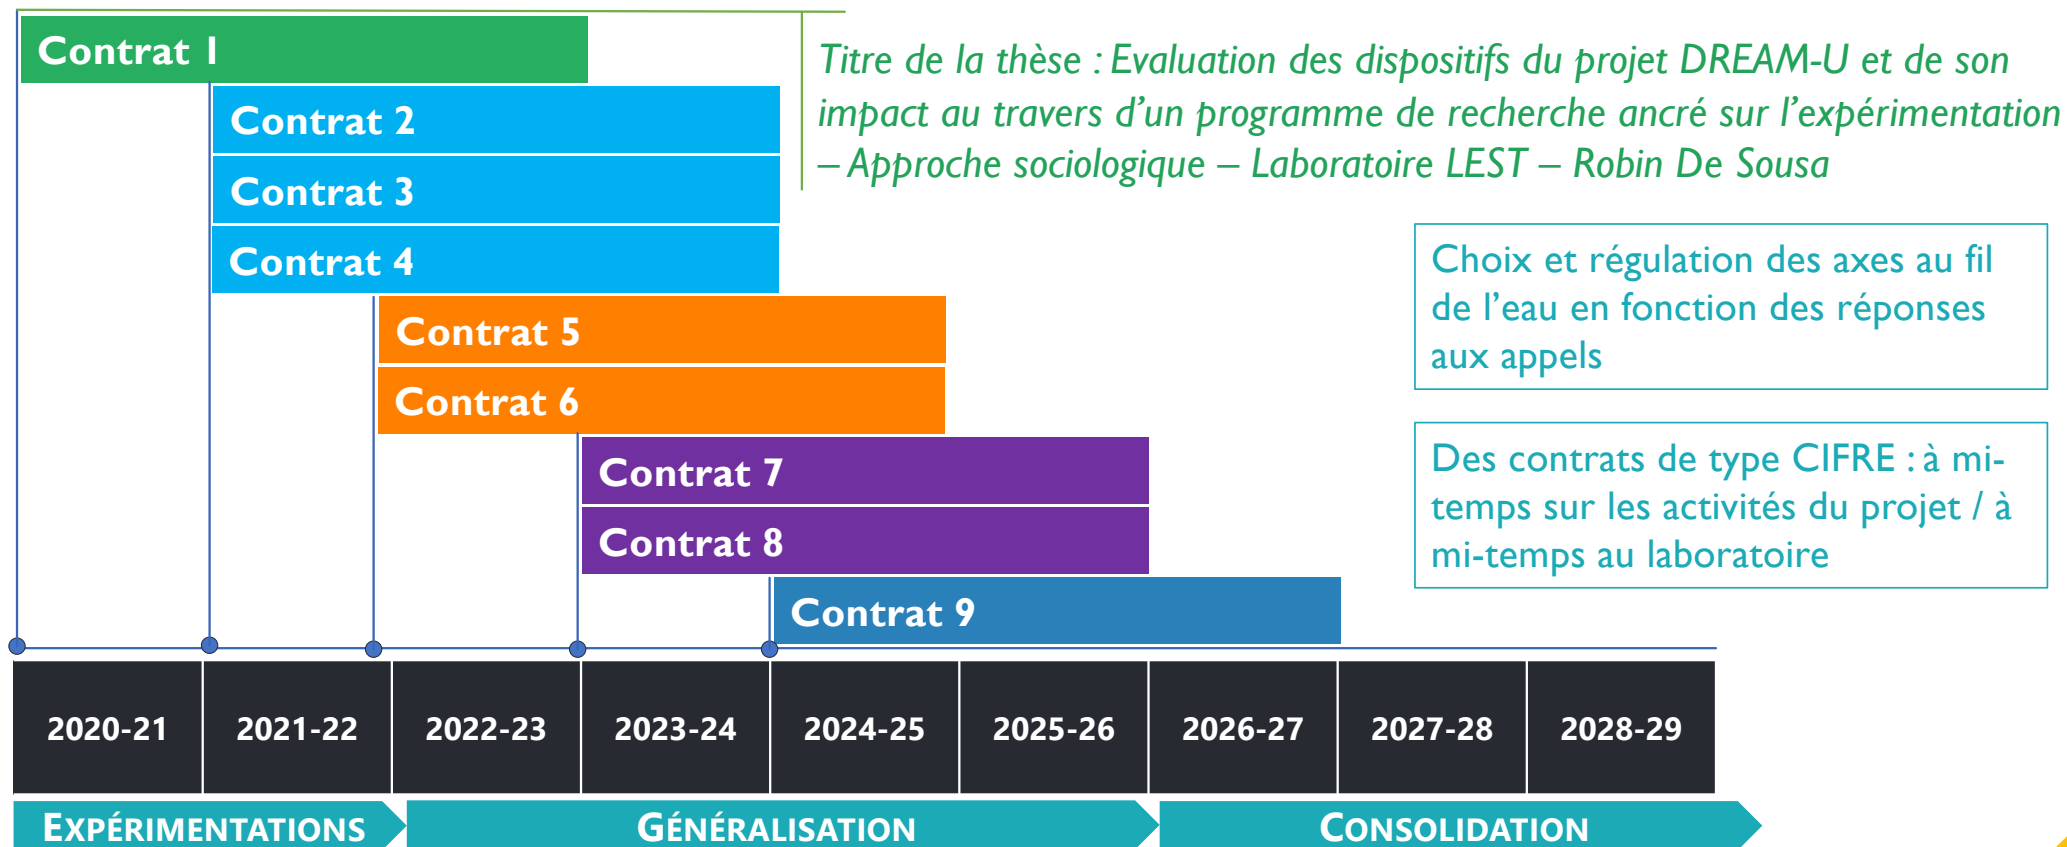 Contrat 1
Titre de la thèse : Evaluation des dispositifs du projet DREAM-U et de son
impact au travers d’un programme de recherche ancré sur l’expérimentation
– Approche sociologique – Laboratoire LEST – Robin De Sousa
Contrat 2
Contrat 3
Contrat 4
Choix et régulation des axes au fil
de l’eau en fonction des réponses
aux appels
Contrat 5
Contrat 6
Des contrats de type CIFRE : à mi-
temps sur les activités du projet / à
mi-temps au laboratoire
Contrat 7
Contrat 8
Contrat 9
2020-21 2021-22 2022-23 2023-24 2024-25 2025-26 2026-27 2027-28 2028-29
EXPÉRIMENTATIONS GÉNÉRALISATION CONSOLIDATION